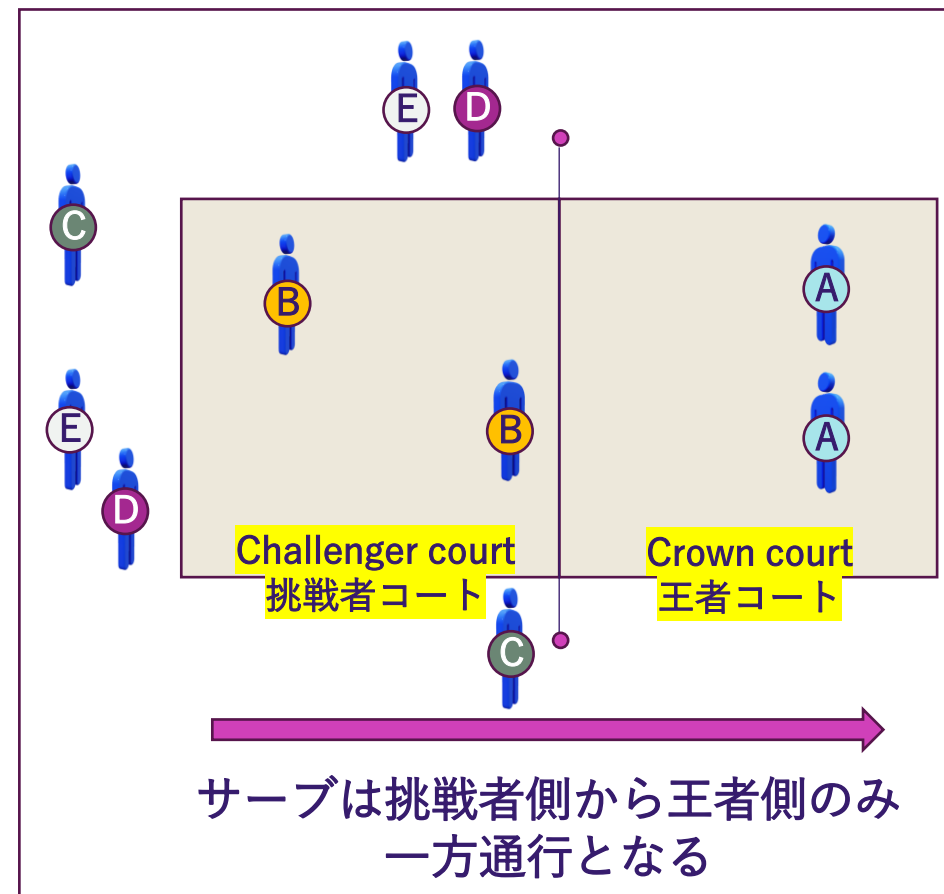 E
D
C
B
A
E
B
A
D
Challenger court
挑戦者コート
Crown court
王者コート
C
サーブは挑戦者側から王者側のみ
一方通行となる